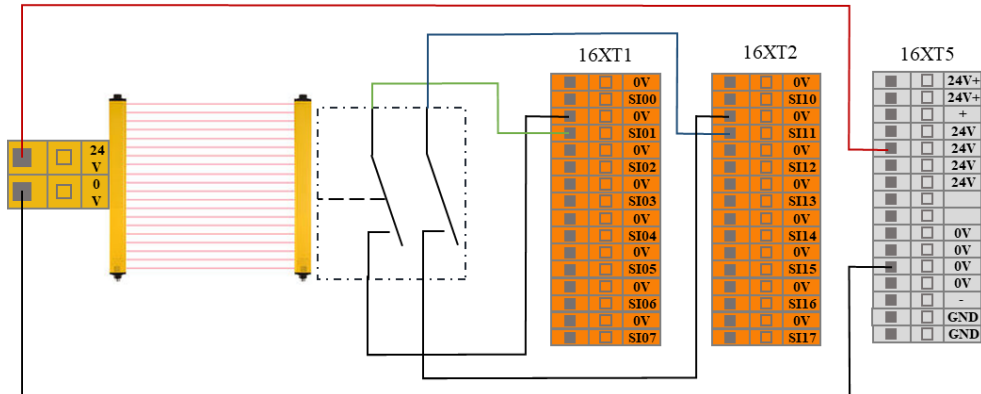 16XT1
16XT2
16XT5
24
V
0
V
0V
SI00
0V
SI01
0V
SI02
0V
SI03
0V
SI04
0V
SI05
0V
SI06
0V
SI07
0V
SI10
0V
SI11
0V
SI12
0V
SI13
0V
SI14
0V
SI15
0V
SI16
0V
SI17
24V+
24V+
+
24V
24V
24V
24V
0V
0V
0V
0V
-
GND
GND